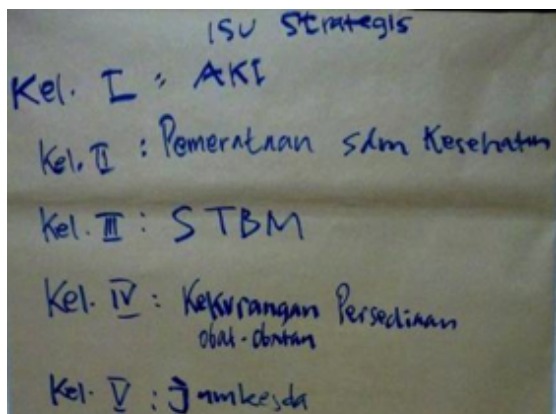 ISU Strategis
Kel. I : AKI
Kel. II : Pemerataan sdm Kesehatan
Kel. III : STBM
Kel. IV : Kekurangan Persediaan
obat-obatan
Kel. V : Jamkesda